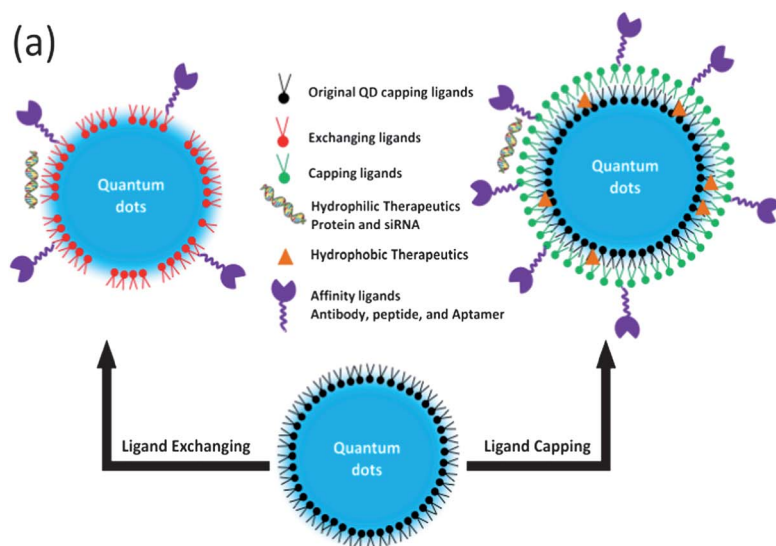 (a)
Original QD capping ligands
Exchanging ligands
Capping ligands
Hydrophilic Therapeutics
Protein and siRNA
Hydrophobic Therapeutics
Affinity ligands
Antibody, peptide, and Aptamer
Quantum
dots
Quantum
dots
Ligand Exchanging
Quantum
dots
Ligand Capping